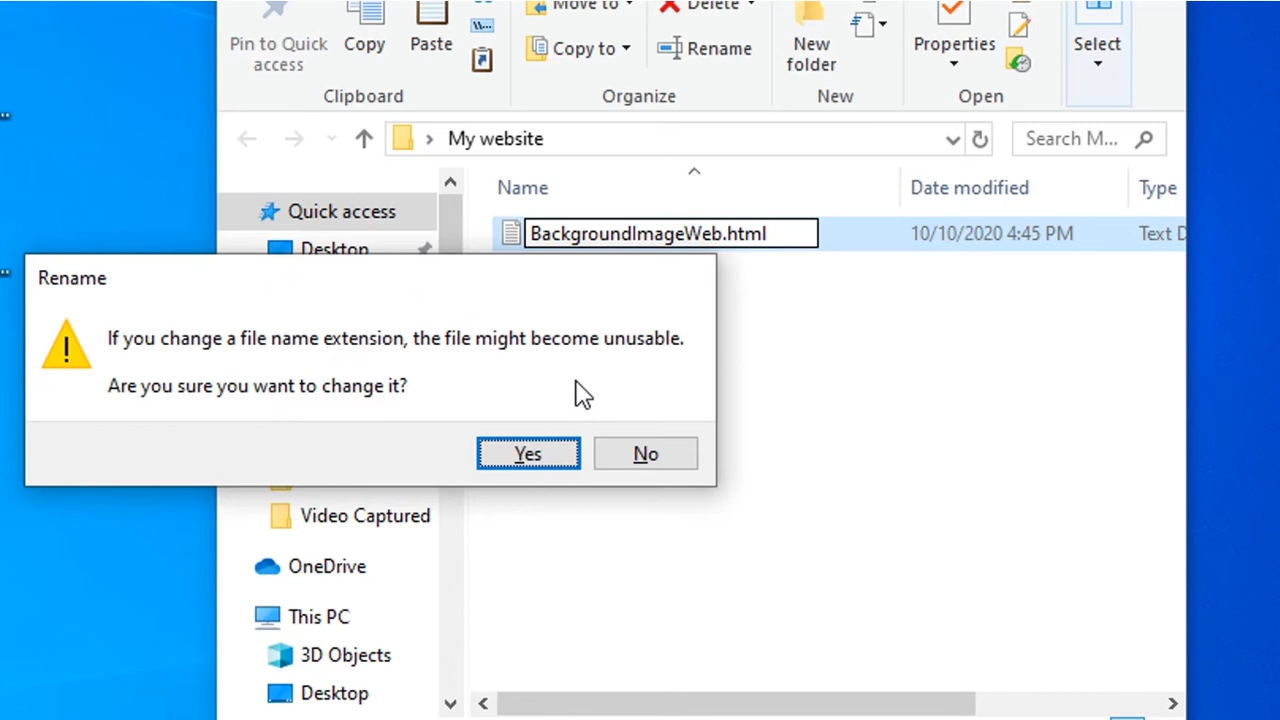 Move to
Delete
Pin to Quick
access
Copy
Paste
W...
Copy to
Rename
New
folder
Properties
Select
Clipboard
Organize
New
Open
My website
Search M...
Name
Date modified
Type
Quick access
BackgroundImageWeb.html
10/10/2020 4:45 PM
Text D
Desktop
Rename
If you change a file name extension, the file might become unusable.
Are you sure you want to change it?
Yes
No
Video Captured
OneDrive
This PC
3D Objects
Desktop